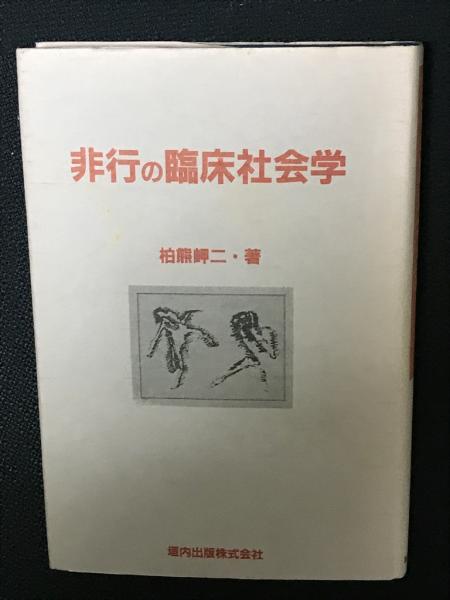 非行の臨床社会学
柏熊岬二・著
垣内出版株式会社